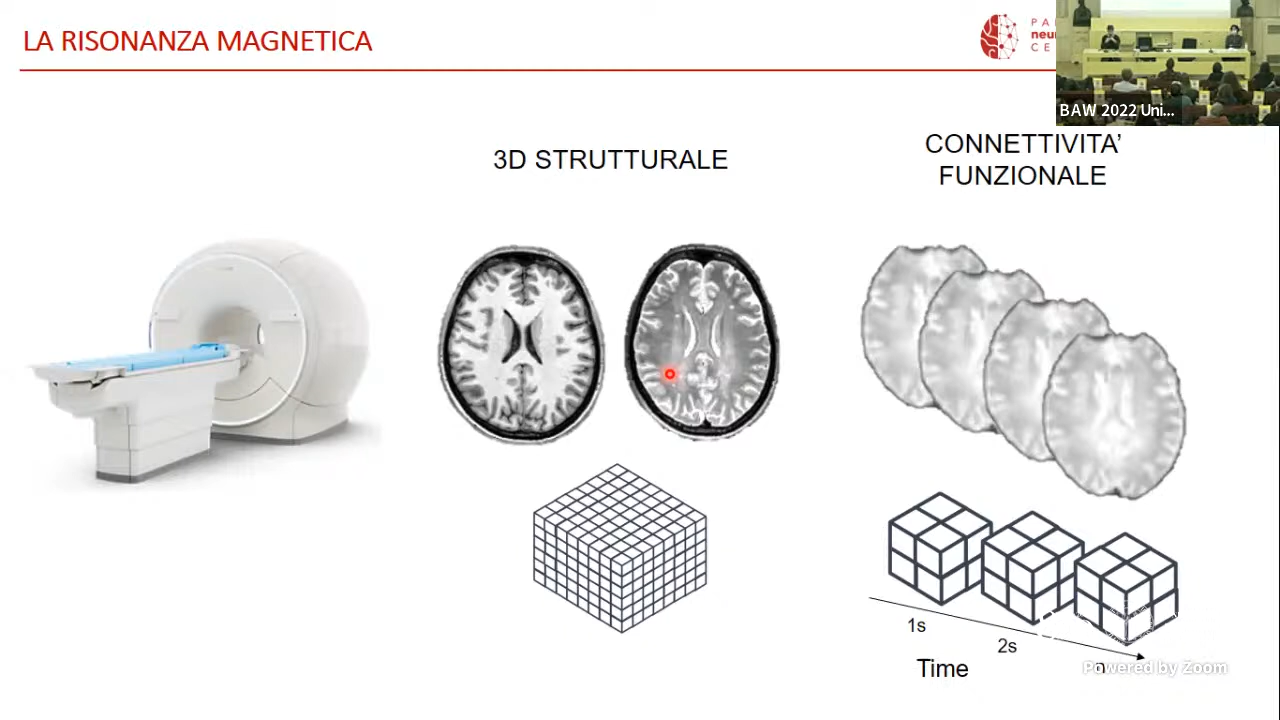 LA RISONANZA MAGNETICA
BAW 2022 Uni...
3D STRUTTURALE
CONNETTIVITA’
FUNZIONALE
1s
2s
n
Time
Powered by Zoom